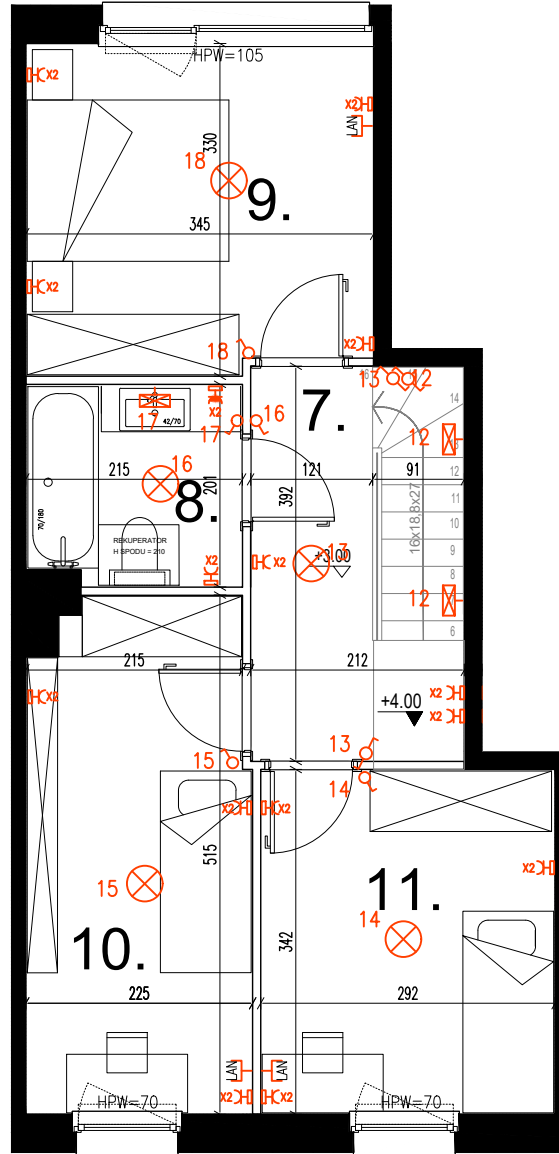 HPW=105
X2
X2
LAN
330
18
9.
345
X2
X2
18
16
13
12
14
7.
42/70
17
X2
17
16
12
16
215
8.
201
121
91
12
392
11
16x18,8x27
10
70/180
REKUPERATOR
H SPODU = 210
9
X3
X2
+3.00
13
8
12
6
215
212
X2
X2
+4.00
X2
13
15
14
X2
X2
X2
515
15
11.
14
10.
342
225
292
LAN
LAN
X2
X2
HPW=70
HPW=70